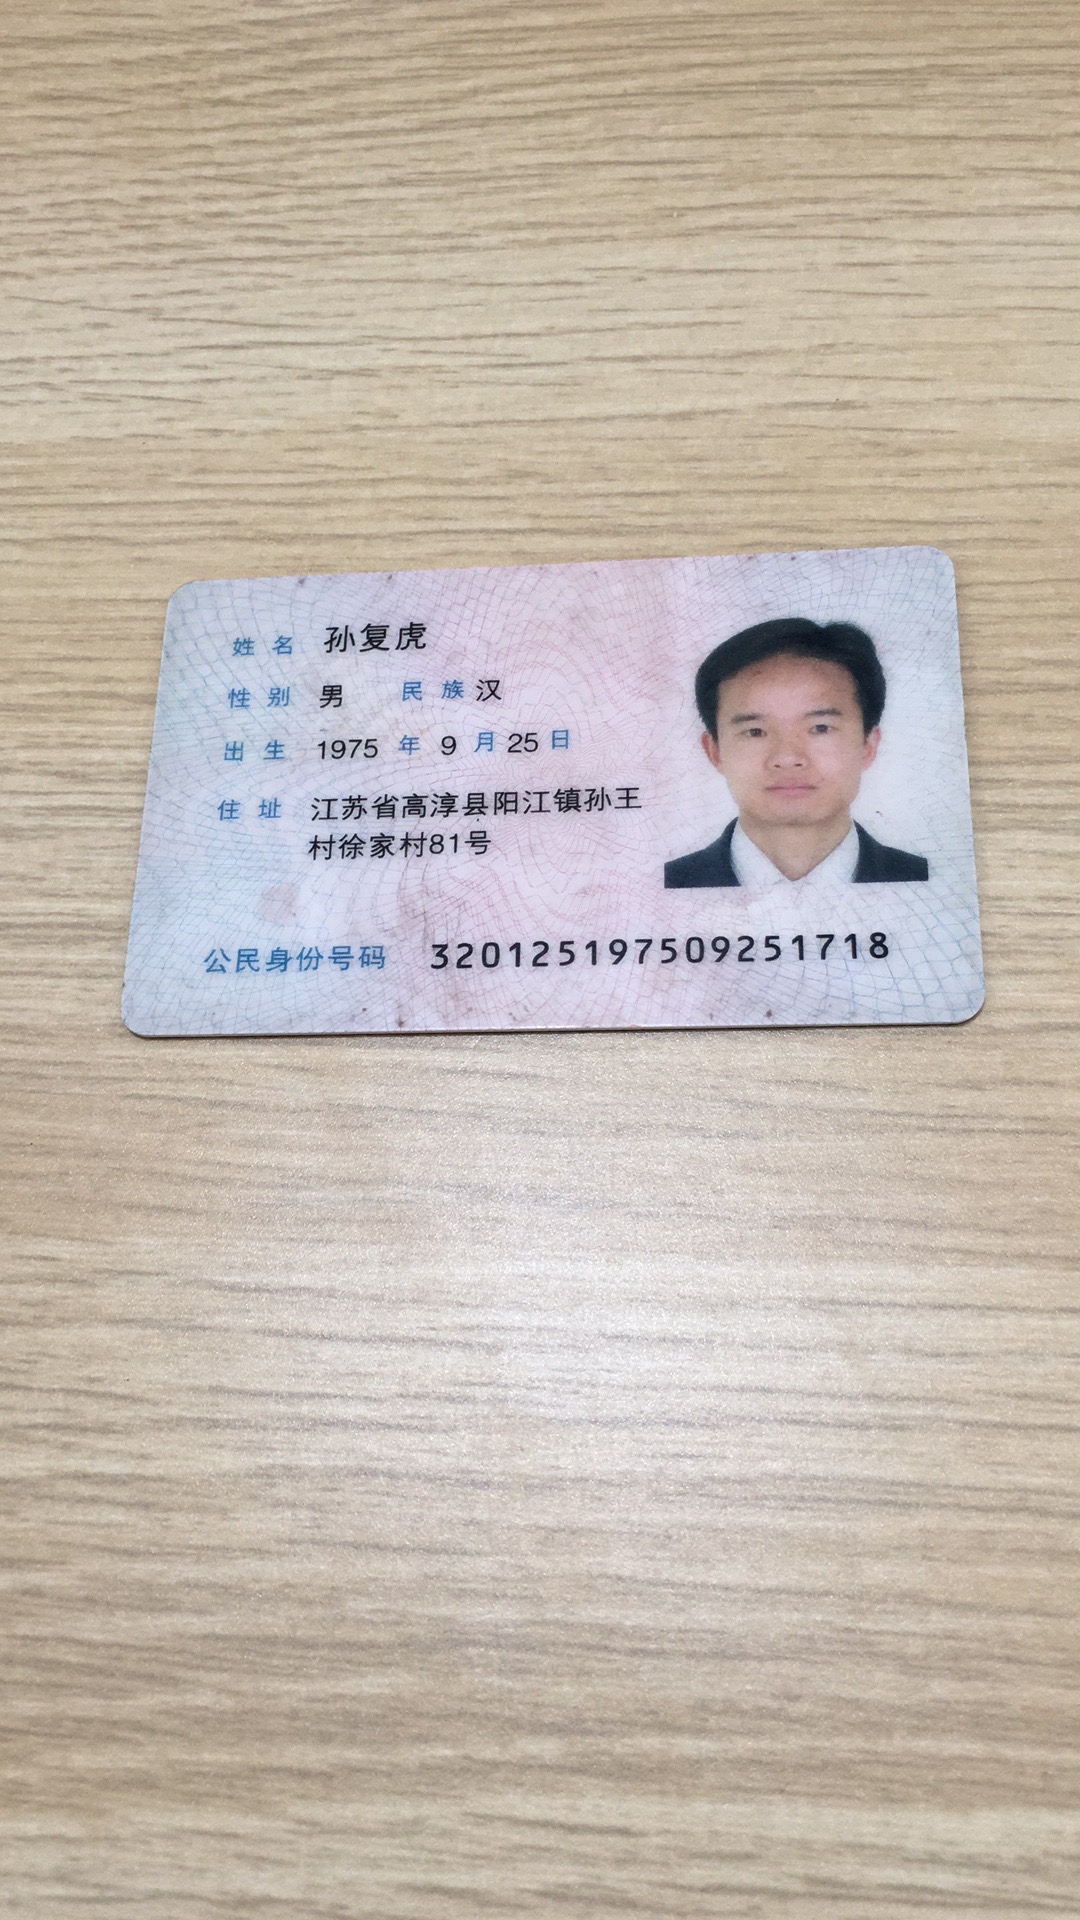 姓名 孙复虎
性别 男 民族 汉
出生 1975 年 9 月 25 日
住址 江苏省高淳县阳江镇孙王
村徐家村81号
公民身份号码 320125197509251718